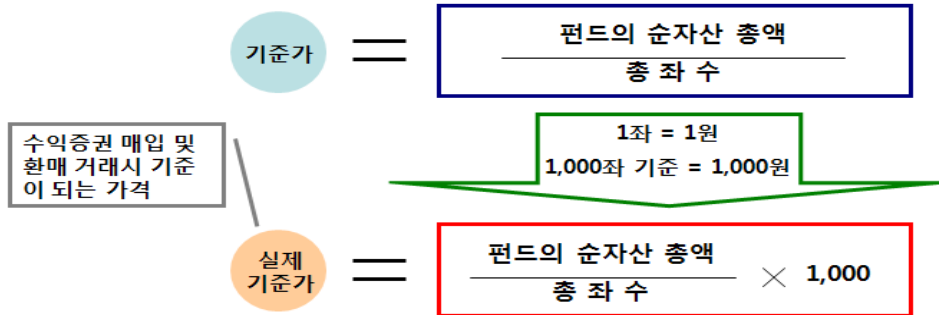 기준가
펀드의 순자산 총액
총 좌 수
수익증권 매입 및
환매 거래시 기준
이 되는 가격
1좌 = 1원
1,000좌 기준 = 1,000원
실제
기준가
펀드의 순자산 총액
총 좌 수
× 1,000